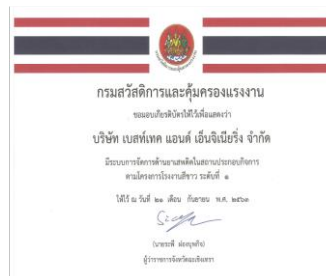 กรมสวัสดิการและคุ้มครองแรงงาน
ขอมอบเกียรติบัตรให้ไว้เพื่อแสดงว่า
บริษัท เบสท์เทค แอนด์ เอ็นจิเนียริ่ง จำกัด
มีระบบการจัดการด้านยาเสพติดในสถานประกอบกิจการ
ตามโครงการโรงงานสีขาว ระดับที่ ๑
ให้ไว้ ณ วันที่ ๒๑ เดือน กันยายน พ.ศ. ๒๕๖๓
ผู้ว่าราชการจังหวัดฉะเชิงเทรา